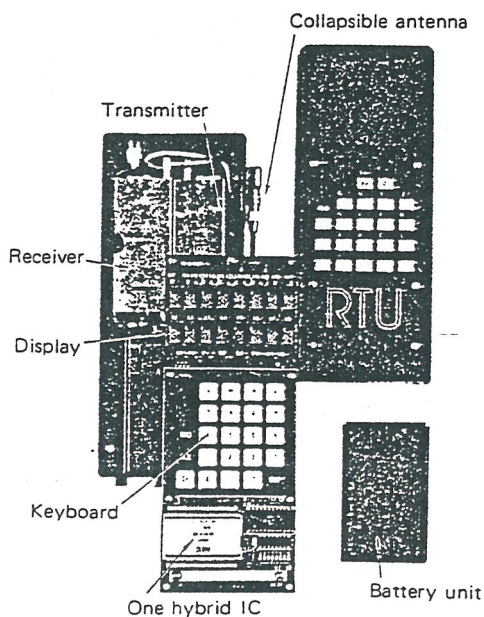 Collapsible antenna
Transmitter
Receiver
RTU
Display
Keyboard
Battery unit
One hybrid IC